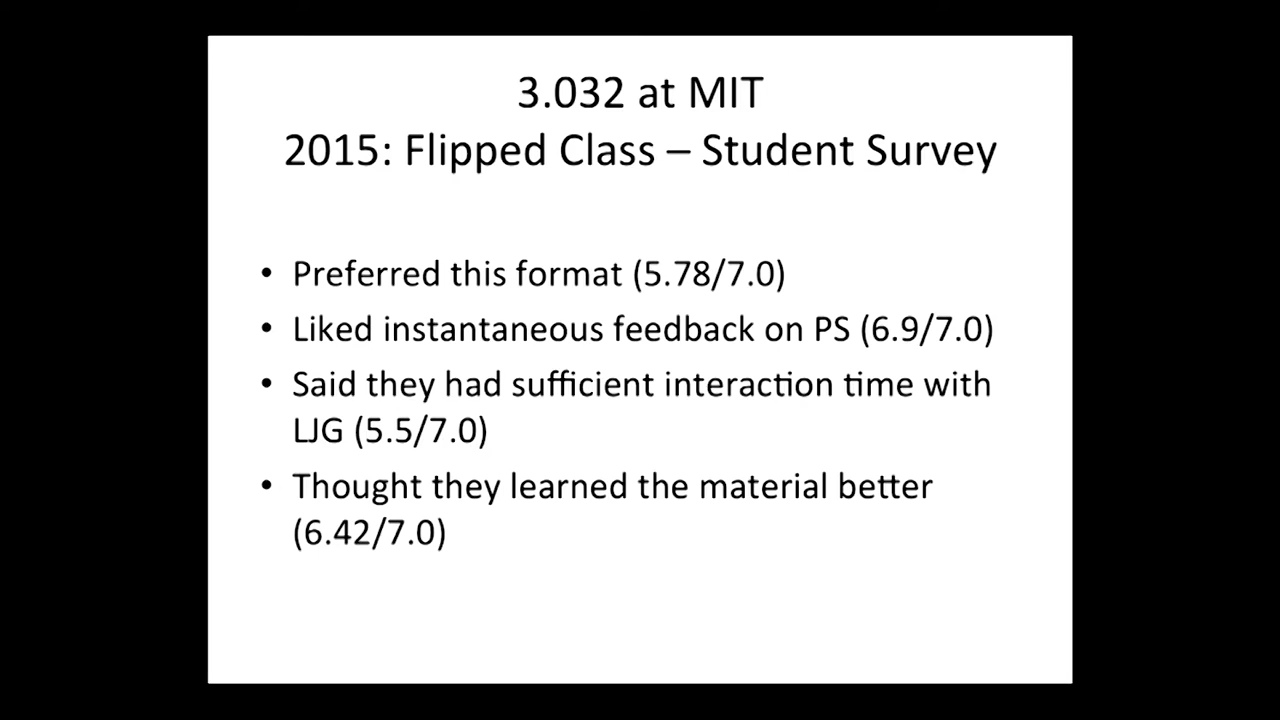 3.032 at MIT
2015: Flipped Class – Student Survey
• Preferred this format (5.78/7.0)
• Liked instantaneous feedback on PS (6.9/7.0)
• Said they had sufficient interaction time with
LJG (5.5/7.0)
• Thought they learned the material better
(6.42/7.0)